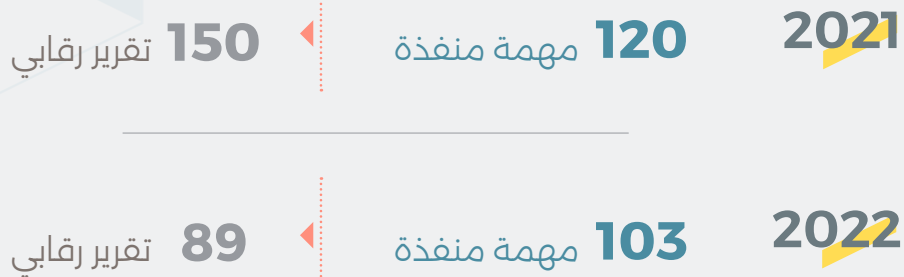 2021
120 مهمة منفذة
150 تقرير رقابي
2022
103 مهمة منفذة
89 تقرير رقابي